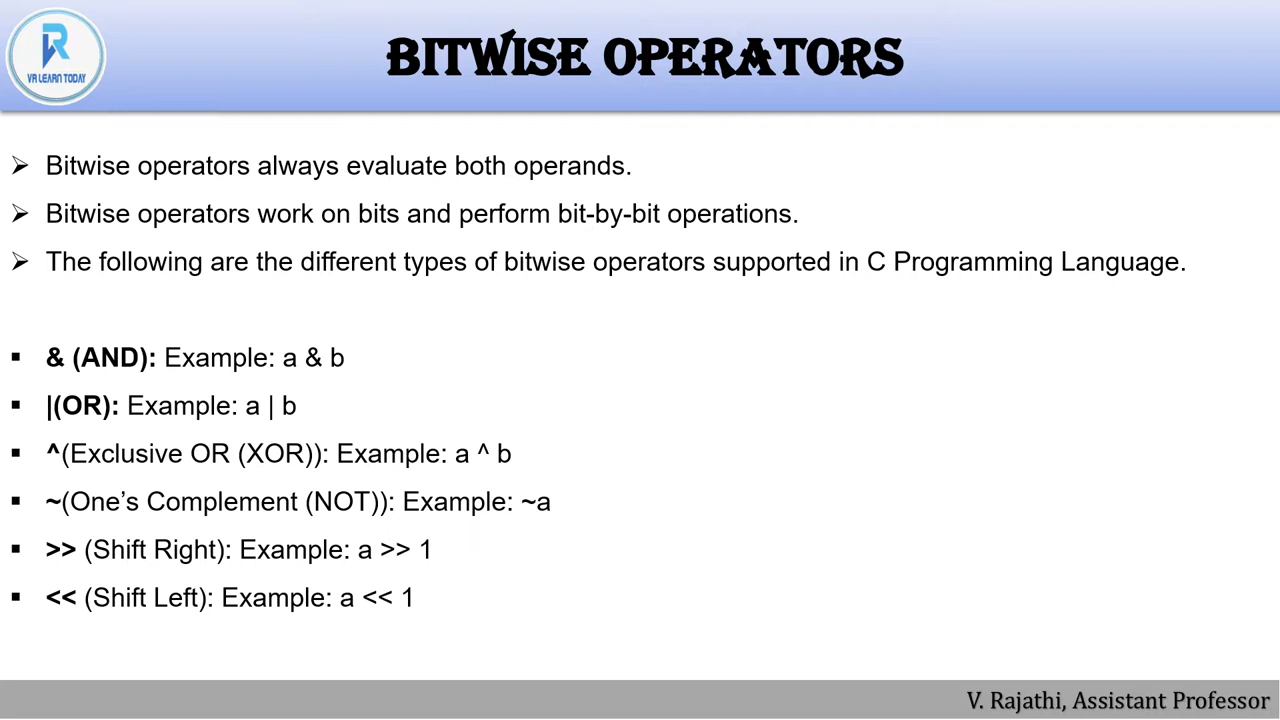 VR LEARN TODAY
BITWISE OPERATORS
➢ Bitwise operators always evaluate both operands.
➢ Bitwise operators work on bits and perform bit-by-bit operations.
➢ The following are the different types of bitwise operators supported in C Programming Language.
▪ & (AND): Example: a & b
▪ |(OR): Example: a | b
▪ ^(Exclusive OR (XOR)): Example: a ^ b
▪ ~(One’s Complement (NOT)): Example: ~a
▪ >> (Shift Right): Example: a >> 1
▪ << (Shift Left): Example: a << 1
V. Rajathi, Assistant Professor